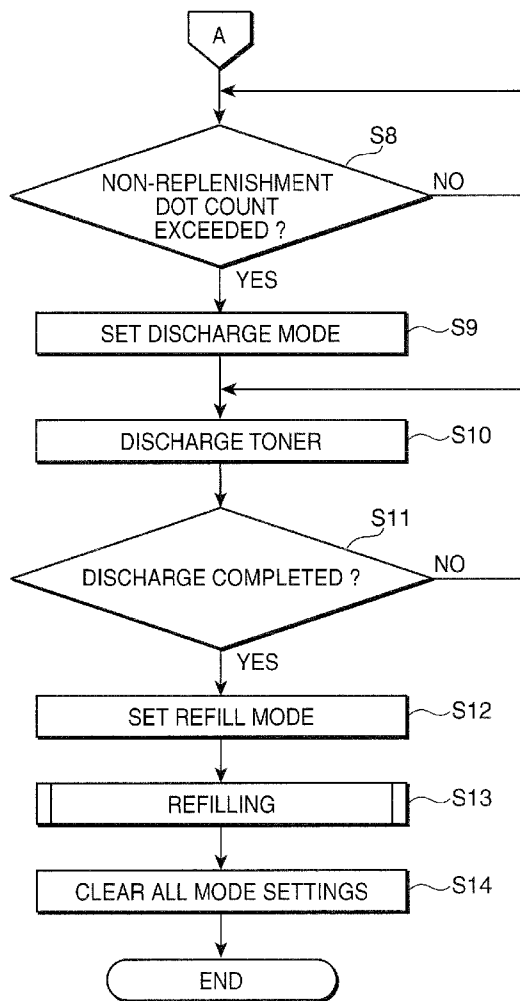 A
S8
NON-REPLENISHMENT
DOT COUNT
EXCEEDED ?
NO
YES
SET DISCHARGE MODE
S9
DISCHARGE TONER
S10
S11
DISCHARGE COMPLETED ?
NO
YES
SET REFILL MODE
S12
REFILLING
S13
CLEAR ALL MODE SETTINGS
S14
END